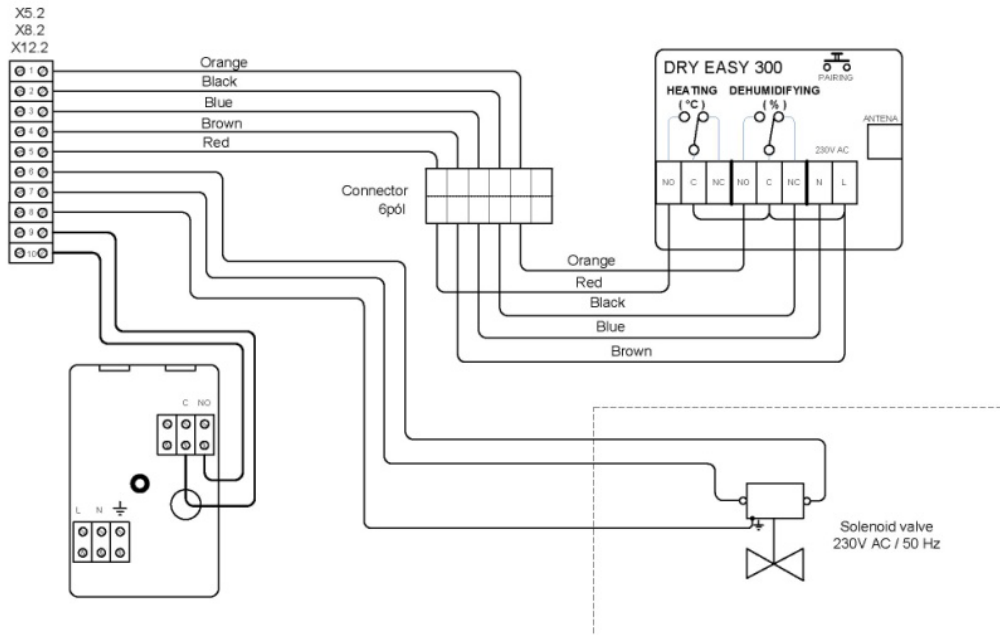 X5.2
X8.2
X12.2
1
2
3
4
5
6
7
8
9
10
Orange
Black
Blue
Brown
Red
Connector
6pól
DRY EASY 300
PAIRING
HEATING
( °C )
DEHUMIDIFYING
( % )
ANTENA
230V AC
NO
C
NC
NO
C
NC
N
L
Orange
Red
Black
Blue
Brown
C NO
L N
Solenoid valve
230V AC / 50 Hz